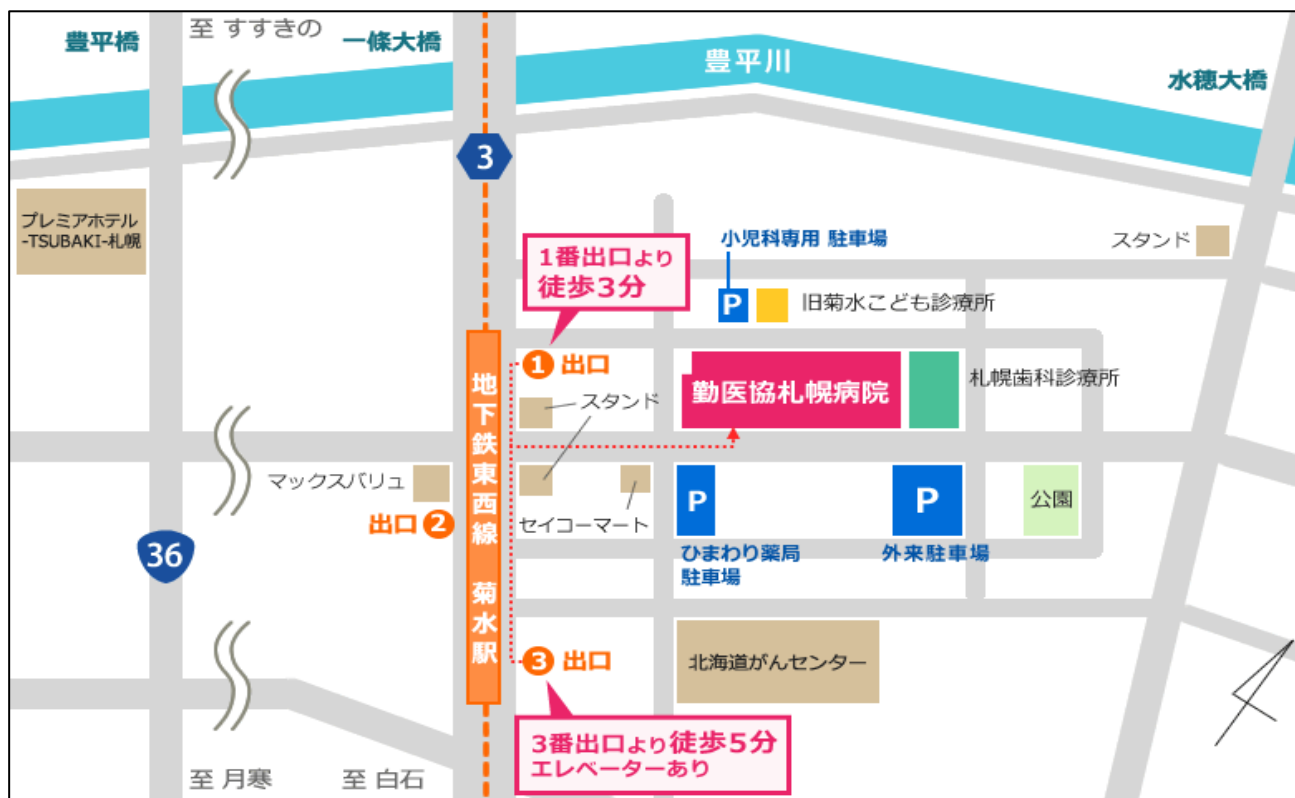 至 すすきの
豊平橋
一條大橋
豊平川
水穂大橋
3
プレミアホテル
-TSUBAKI-札幌
小児科専用 駐車場
スタンド
1番出口より
徒歩3分
P
旧菊水こども診療所
1 出口
地下鉄東西線 菊水駅
勤医協札幌病院
札幌歯科診療所
スタンド
マックスバリュ
セイコーマート
P
P
公園
出口 2
36
ひまわり薬局
駐車場
外来駐車場
3 出口
北海道がんセンター
3番出口より徒歩5分
エレベーターあり
至 月寒
至 白石